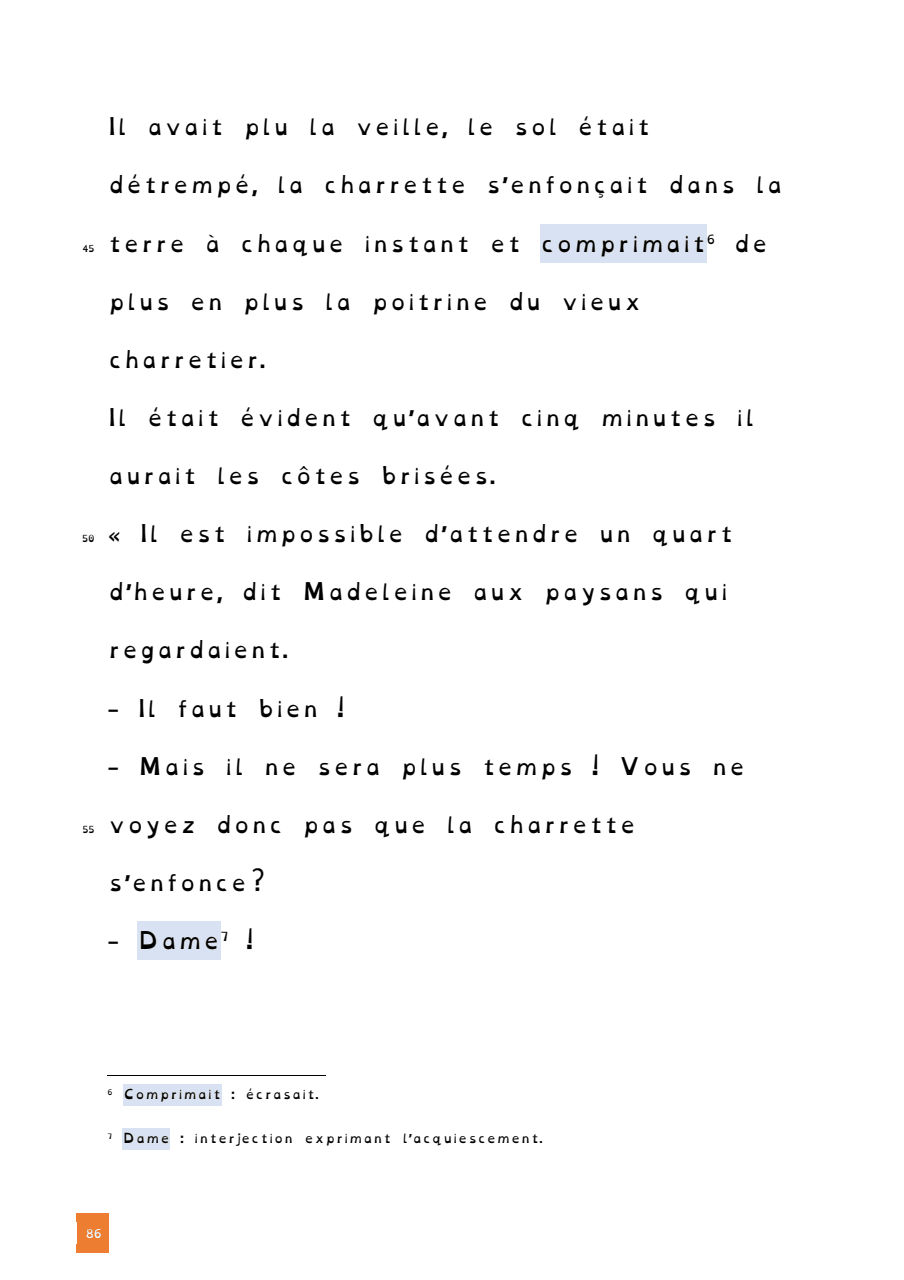 Il avait plu la veille, le sol était
détrempé, la charrette s'enfonçait dans la
45 terre à chaque instant et comprimait⁶ de
plus en plus la poitrine du vieux
charretier.
Il était évident qu'avant cinq minutes il
aurait les côtes brisées.
50 « Il est impossible d'attendre un quart
d'heure, dit Madeleine aux paysans qui
regardaient.
– Il faut bien !
– Mais il ne sera plus temps ! Vous ne
55 voyez donc pas que la charrette
s'enfonce?
– Dame⁷ !
⁶ Comprimait : écrasait.
⁷ Dame : interjection exprimant l'acquiescement.
86